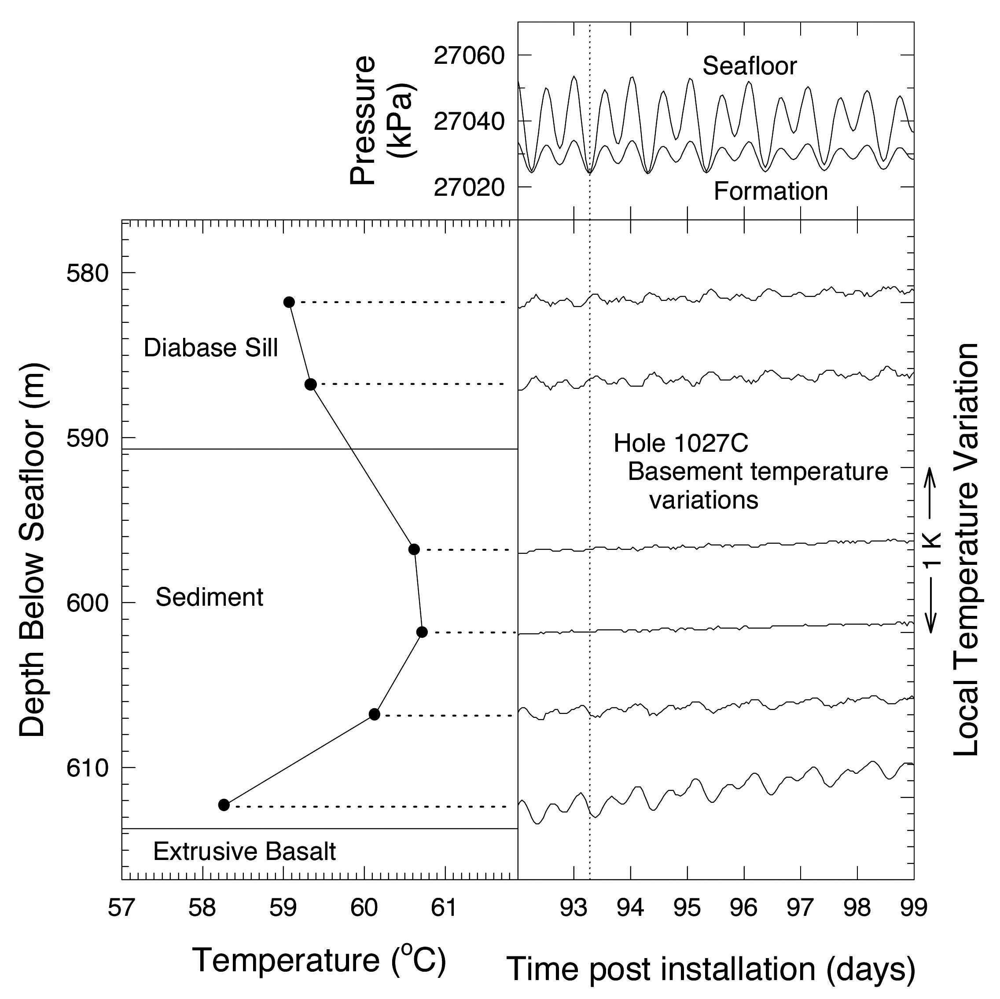 Pressure
(kPa)
27060
27040
27020
Seafloor
Formation
Depth Below Seafloor (m)
580
590
600
610
Diabase Sill
Sediment
Extrusive Basalt
Hole 1027C
Basement temperature
variations
1 K
Local Temperature Variation
57 58 59 60 61
93 94 95 96 97 98 99
Temperature (°C)
Time post installation (days)